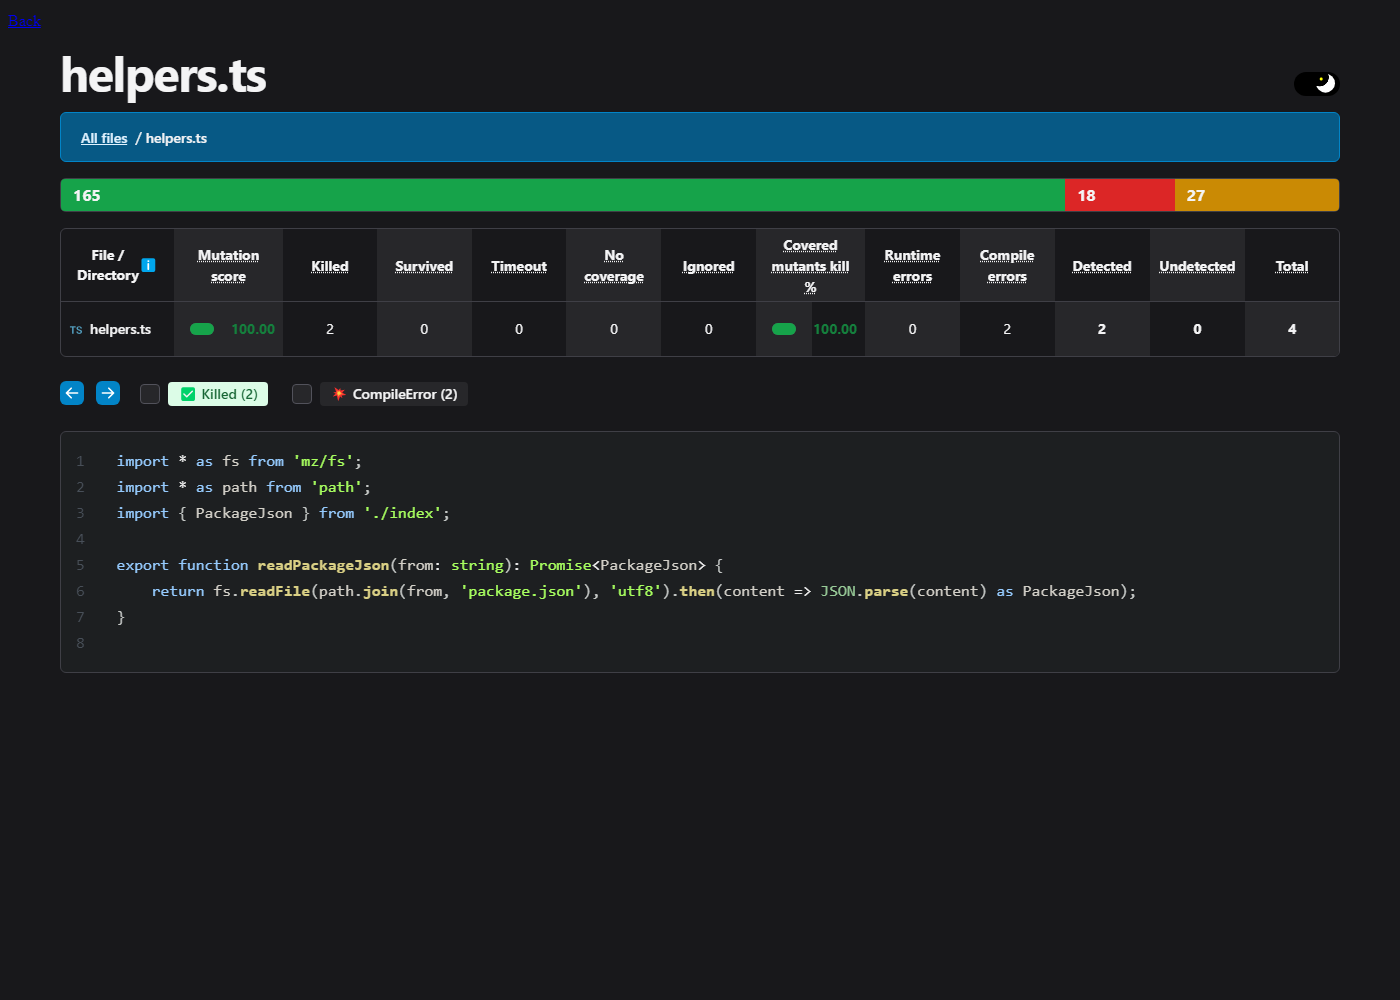 Back
helpers.ts
All files / helpers.ts
165 18 27
File / Directory i Mutation score Killed Survived Timeout No coverage Ignored Covered mutants kill % Runtime errors Compile errors Detected Undetected Total
TS helpers.ts 100.00 2 0 0 0 0 100.00 0 2 2 0 4
← → ✅ Killed (2) 💥 CompileError (2)
1 import * as fs from 'mz/fs';
2 import * as path from 'path';
3 import { PackageJson } from './index';
4
5 export function readPackageJson(from: string): Promise<PackageJson> {
6     return fs.readFile(path.join(from, 'package.json'), 'utf8').then(content => JSON.parse(content) as PackageJson);
7 }
8